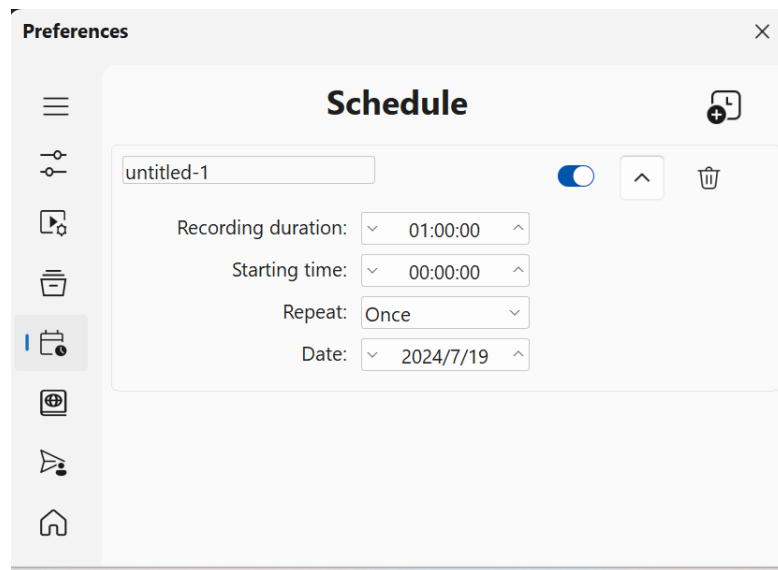 Preferences
Schedule
untitled-1
Recording duration: 01:00:00
Starting time: 00:00:00
Repeat: Once
Date: 2024/7/19